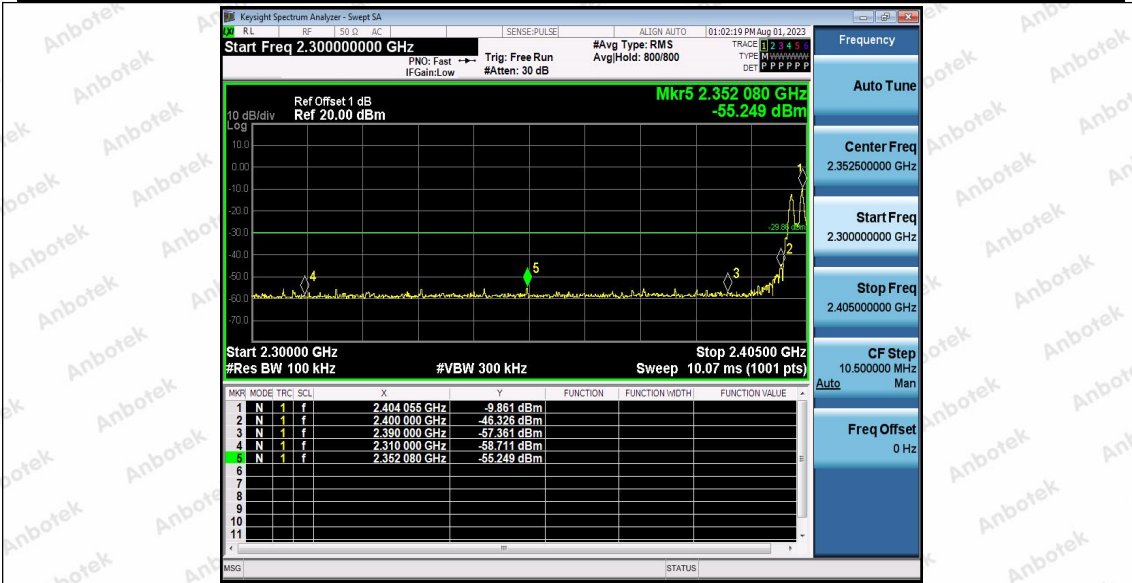 Keysight Spectrum Analyzer - Swept SA
RL RF 50 Ω AC SENSE:PULSE ALIGN AUTO 01:02:19 PM Aug 01, 2023
Start Freq 2.300000000 GHz
PNO: Fast
IFGain:Low
Trig: Free Run
#Atten: 30 dB
#Avg Type: RMS
Avg|Hold: 800/800
TRACE 1 2 3 4 5 6
TYPE M WWWWW
DET P P P P P P
Mkr5 2.352 080 GHz
-55.249 dBm
Ref Offset 1 dB
10 dB/div Ref 20.00 dBm
Log
10.0
0.00
-10.0
-20.0
-30.0
-40.0
-50.0
-60.0
-70.0
1
-29.86 dBm
2
3
4
5
Start 2.30000 GHz Stop 2.40500 GHz
#Res BW 100 kHz #VBW 300 kHz Sweep 10.07 ms (1001 pts)
MKR MODE TRC SCL X Y FUNCTION FUNCTION WIDTH FUNCTION VALUE
1 N 1 f 2.404 055 GHz -9.861 dBm
2 N 1 f 2.400 000 GHz -46.326 dBm
3 N 1 f 2.390 000 GHz -57.361 dBm
4 N 1 f 2.310 000 GHz -58.711 dBm
5 N 1 f 2.352 080 GHz -55.249 dBm
6
7
8
9
10
11
MSG STATUS
Frequency
Auto Tune
Center Freq
2.352500000 GHz
Start Freq
2.300000000 GHz
Stop Freq
2.405000000 GHz
CF Step
10.500000 MHz
Auto Man
Freq Offset
0 Hz
Anbotek